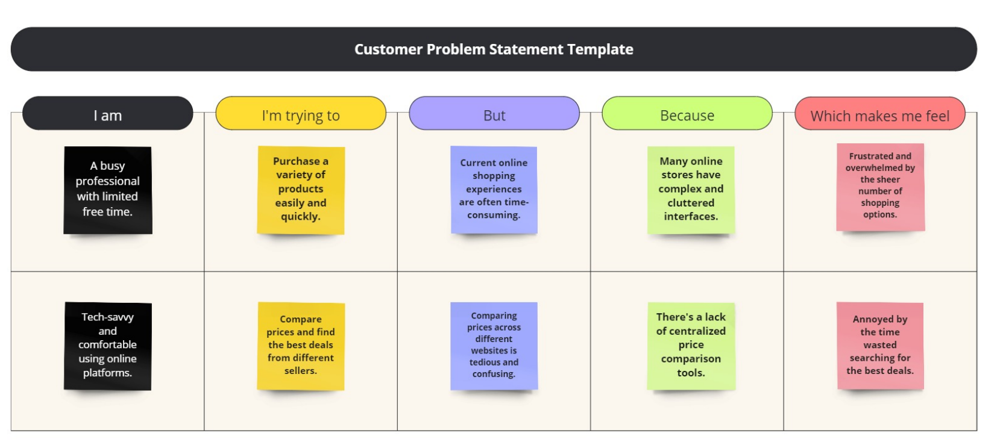 Customer Problem Statement Template
I am
I'm trying to
But
Because
Which makes me feel
A busy
professional
with limited
free time.
Purchase a
variety of
products
easily and
quickly.
Current online
shopping
experiences
are often time-
consuming.
Many online
stores have
complex and
cluttered
interfaces.
Frustrated and
overwhelmed by
the sheer
number of
shopping
options.
Tech-savvy
and
comfortable
using online
platforms.
Compare
prices and find
the best deals
from different
sellers.
Comparing
prices across
different
websites is
tedious and
confusing.
There's a lack
of centralized
price
comparison
tools.
Annoyed by
the time
wasted
searching for
the best deals.